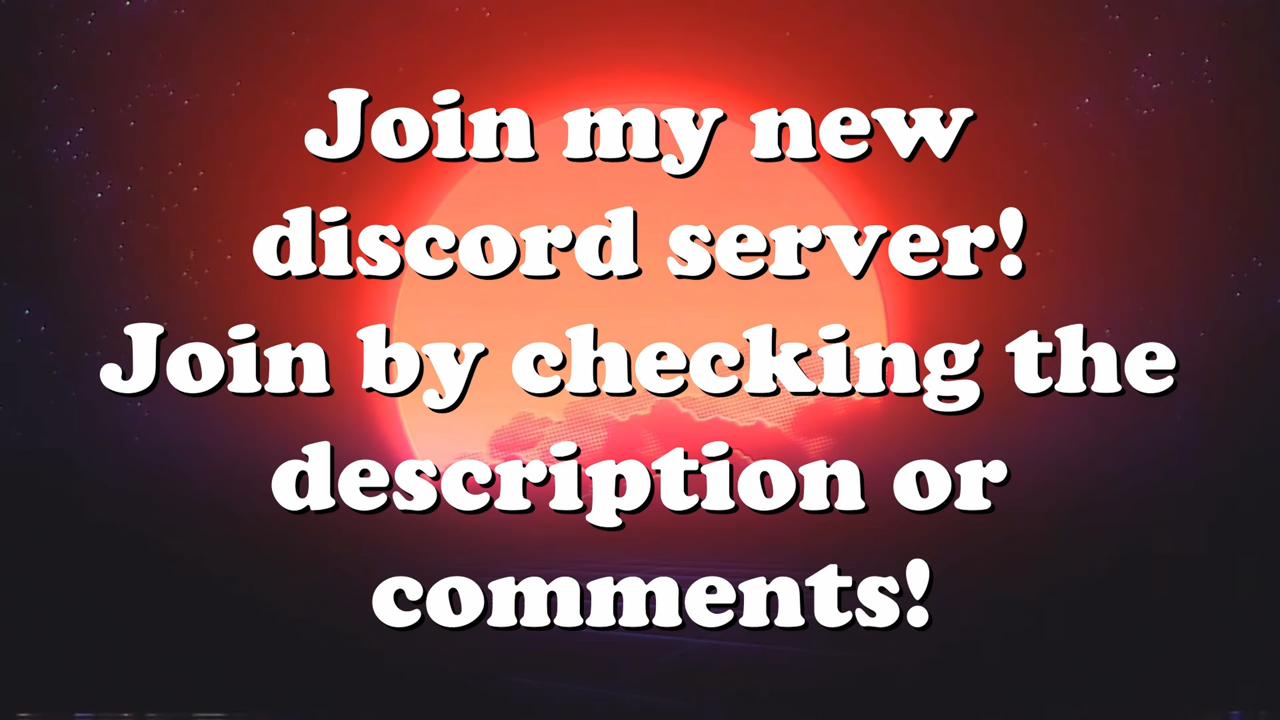 Join my new
discord server!
Join by checking the
description or
comments!